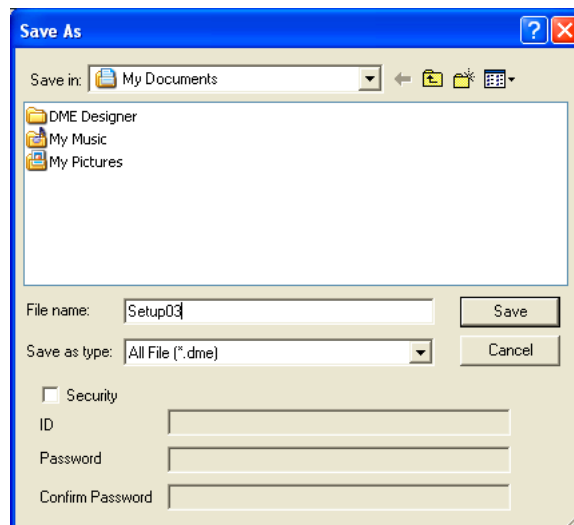 Save As
Save in: My Documents
DME Designer
My Music
My Pictures
File name: Setup03 Save
Save as type: All File (*.dme) Cancel
Security
ID
Password
Confirm Password